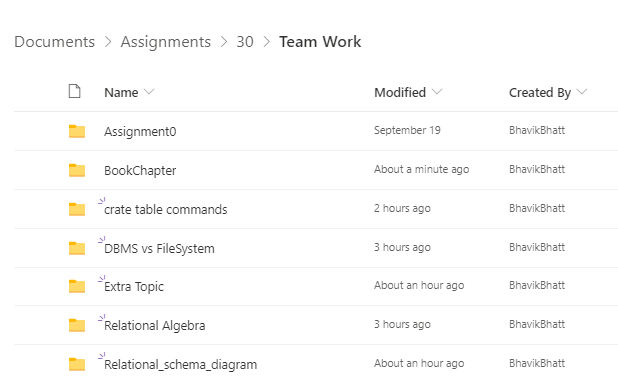 Documents > Assignments > 30 > Team Work
Name Modified Created By
Assignment0 September 19 BhavikBhatt
BookChapter About a minute ago BhavikBhatt
crate table commands 2 hours ago BhavikBhatt
DBMS vs FileSystem 3 hours ago BhavikBhatt
Extra Topic About an hour ago BhavikBhatt
Relational Algebra 3 hours ago BhavikBhatt
Relational_schema_diagram About an hour ago BhavikBhatt